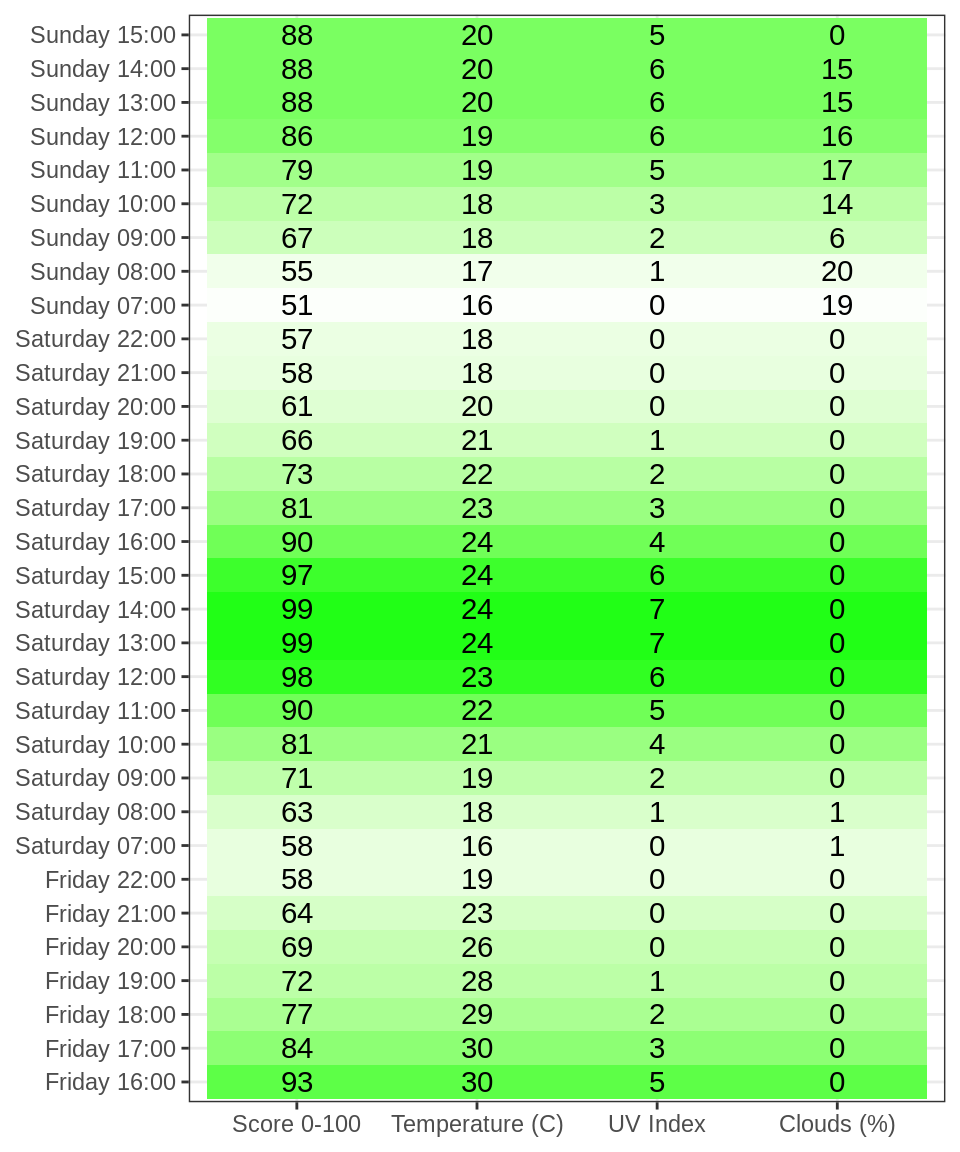 Sunday 15:00 88 20 5 0
Sunday 14:00 88 20 6 15
Sunday 13:00 88 20 6 15
Sunday 12:00 86 19 6 16
Sunday 11:00 79 19 5 17
Sunday 10:00 72 18 3 14
Sunday 09:00 67 18 2 6
Sunday 08:00 55 17 1 20
Sunday 07:00 51 16 0 19
Saturday 22:00 57 18 0 0
Saturday 21:00 58 18 0 0
Saturday 20:00 61 20 0 0
Saturday 19:00 66 21 1 0
Saturday 18:00 73 22 2 0
Saturday 17:00 81 23 3 0
Saturday 16:00 90 24 4 0
Saturday 15:00 97 24 6 0
Saturday 14:00 99 24 7 0
Saturday 13:00 99 24 7 0
Saturday 12:00 98 23 6 0
Saturday 11:00 90 22 5 0
Saturday 10:00 81 21 4 0
Saturday 09:00 71 19 2 0
Saturday 08:00 63 18 1 1
Saturday 07:00 58 16 0 1
Friday 22:00 58 19 0 0
Friday 21:00 64 23 0 0
Friday 20:00 69 26 0 0
Friday 19:00 72 28 1 0
Friday 18:00 77 29 2 0
Friday 17:00 84 30 3 0
Friday 16:00 93 30 5 0
Score 0-100 Temperature (C) UV Index Clouds (%)